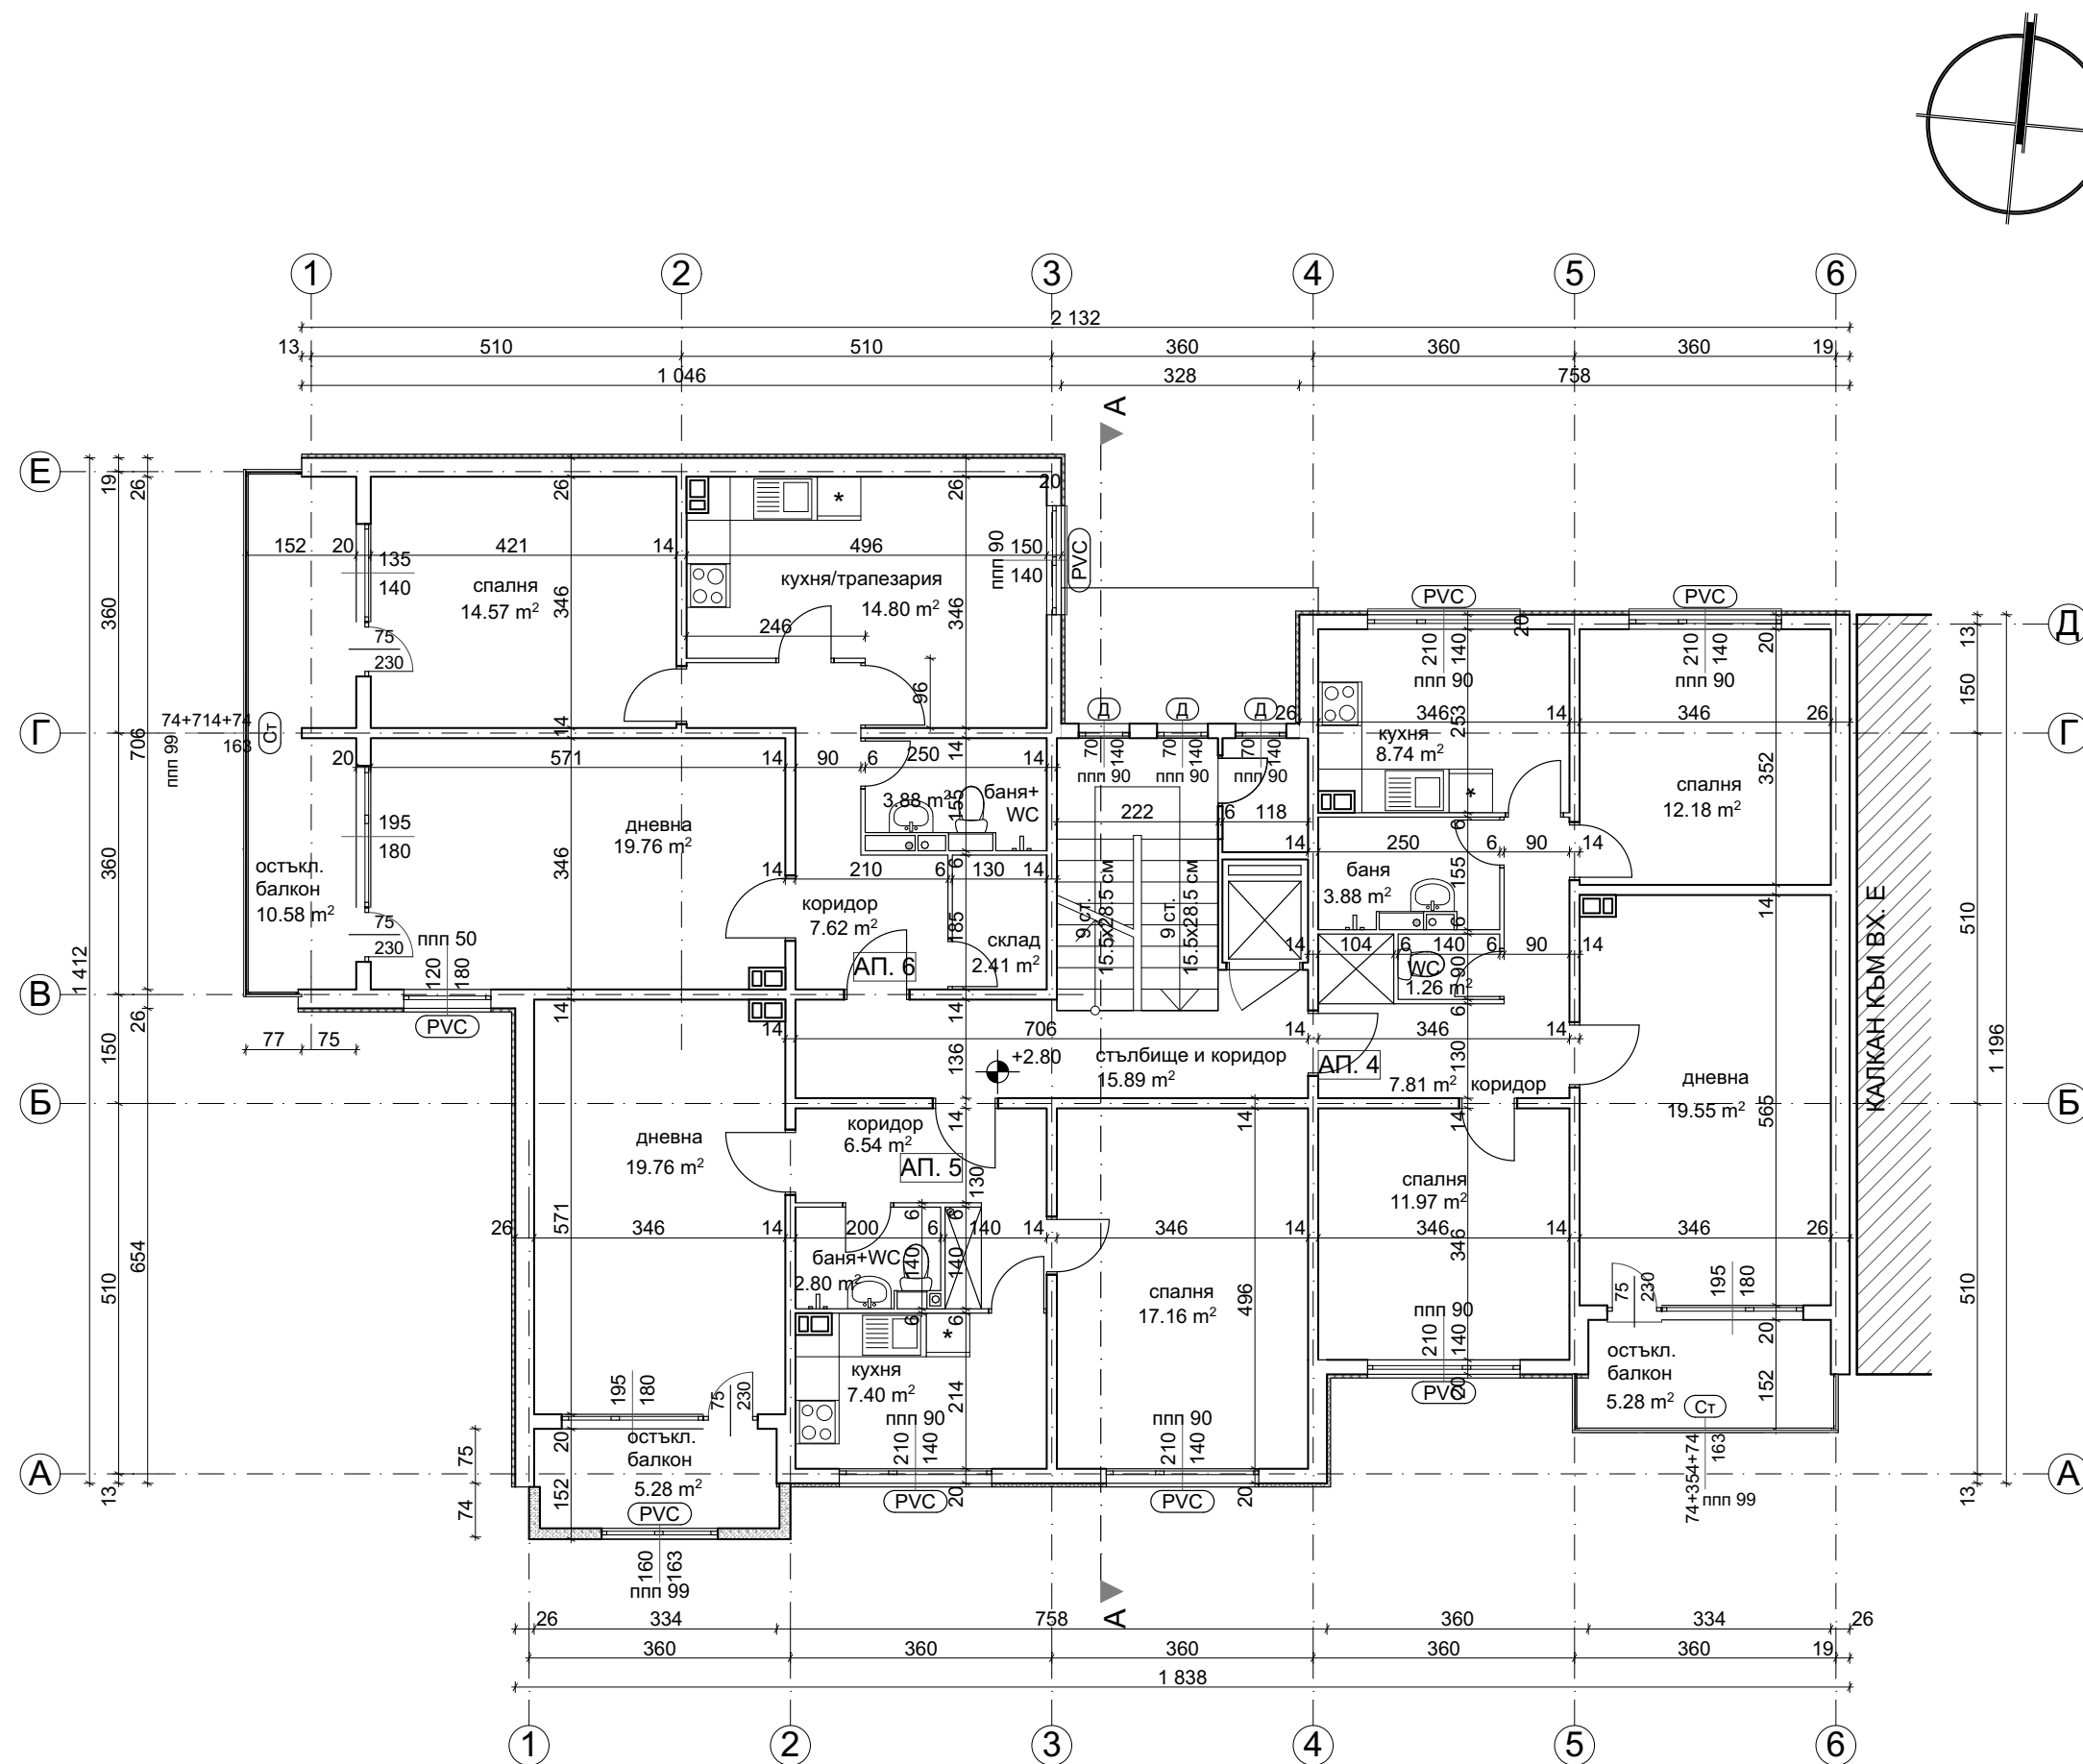 1 2 3 4 5 6
2 132
13 510 510 360 360 360 19
1 046 328 758
А
Е
Д
Г
Г
В
Б
Б
А
А
19 26
360 706
360
1 412
150 26
510 654
13
13
150
510
1 196
510
13
152 20 421 14 496 150
135
140
26 346 14
26 346
20
спалня
14.57 m²
кухня/трапезария
14.80 m²
ппп 90
140
PVC
*
246
96
75
230
74+714+74
163
ппп 99
Ст
20 571 14 90 6 250 14
14 155
3.88 m²
баня+
WC
дневна
19.76 m²
195
180
346
остъкл.
балкон
10.58 m²
75
230
ппп 50
120
180
PVC
77 75
14 210 6 130 14
6 185
коридор
7.62 m²
склад
2.41 m²
АП. 6
Д Д Д
70 140 70 140 70 140
ппп 90 ппп 90 ппп 90
222 6 118
9 ст.
15.5x28.5 см
9 ст.
15.5x28.5 см
PVC PVC
210 140 210 140
ппп 90 ппп 90
20 20
26 346 14 346 26
253
кухня
8.74 m²
*
352
спалня
12.18 m²
14 250 6 90 14
6 155 6
баня
3.88 m²
14 104 6 140 6 90 14
WC
1.26 m²
90 6
14
КАЛКАН КЪМ ВХ. Е
14 706 14 346 14
14 136 130
+2.80
стълбище и коридор
15.89 m²
АП. 4
7.81 m² коридор
дневна
19.55 m²
565
14 14 14
коридор
6.54 m²
АП. 5
130
дневна
19.76 m²
14
571
26 346 14 200 6 140 14 346 14 346 14 346 26
6 6
140 140
6 6
баня+WC
2.80 m²
спалня
17.16 m²
496
спалня
11.97 m²
346
ппп 90
210 140
PVC
20
75 230
195 180
20
152
остъкл.
балкон
5.28 m²
Ст
74+354+74
163
ппп 99
кухня
7.40 m²
*
214
ппп 90
210 140
PVC
20
ппп 90
210 140
PVC
20
195 180
75 230
20
152
остъкл.
балкон
5.28 m²
PVC
160 163
ппп 99
75
74
А
26 334 758 360 334 26
360 360 360 360 360 19
1 838
1 2 3 4 5 6